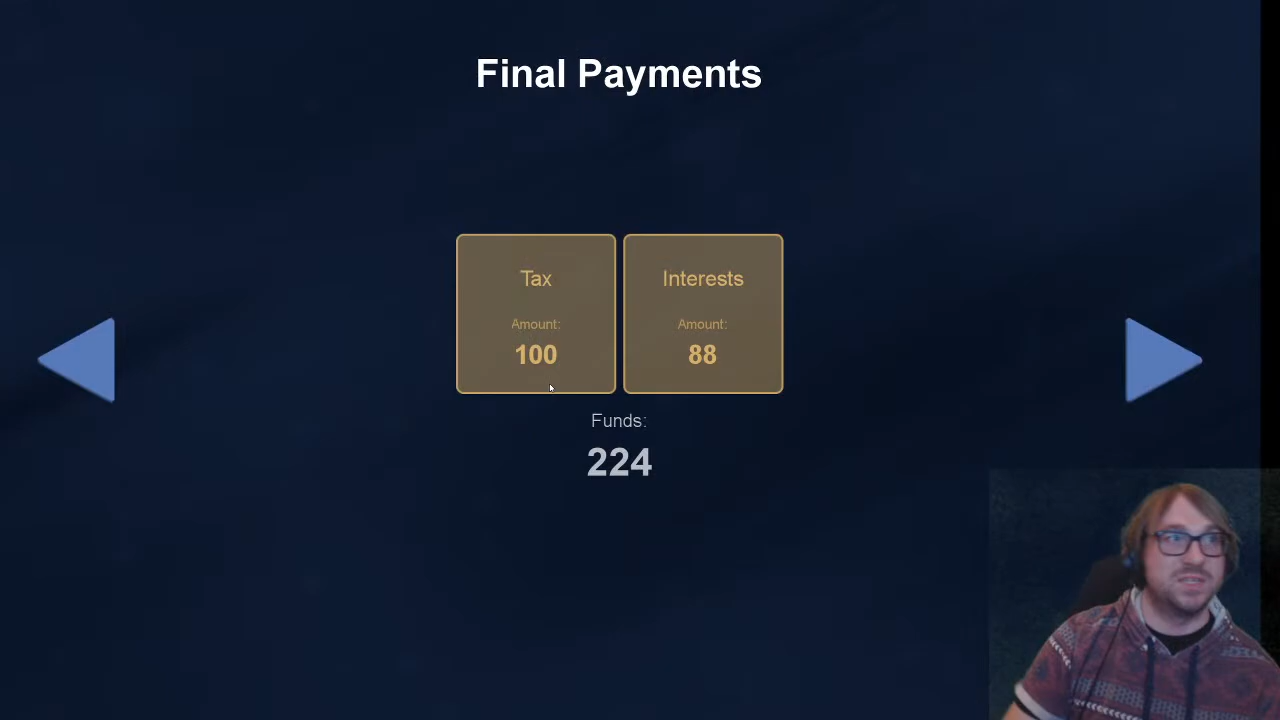 Final Payments
Tax
Amount:
100
Interests
Amount:
88
Funds:
224